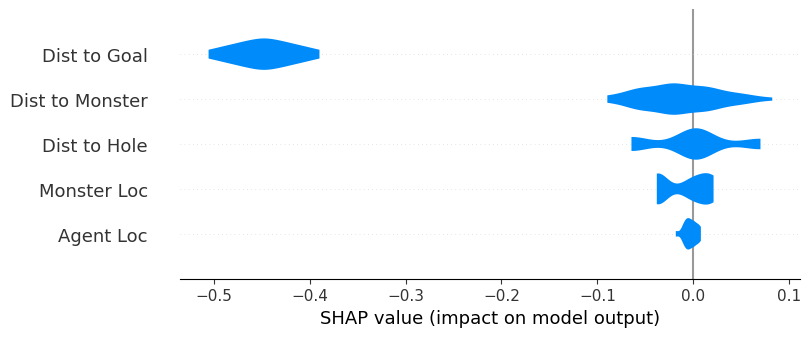 Dist to Goal
Dist to Monster
Dist to Hole
Monster Loc
Agent Loc
−0.5 −0.4 −0.3 −0.2 −0.1 0.0 0.1
SHAP value (impact on model output)